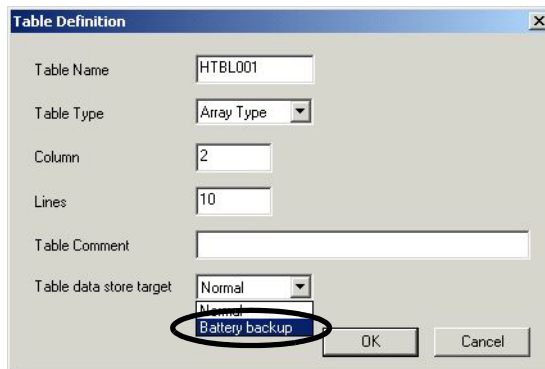 Table Definition
Table Name HTBL001
Table Type Array Type
Column 2
Lines 10
Table Comment
Table data store target Normal
Normal
Battery backup
OK Cancel